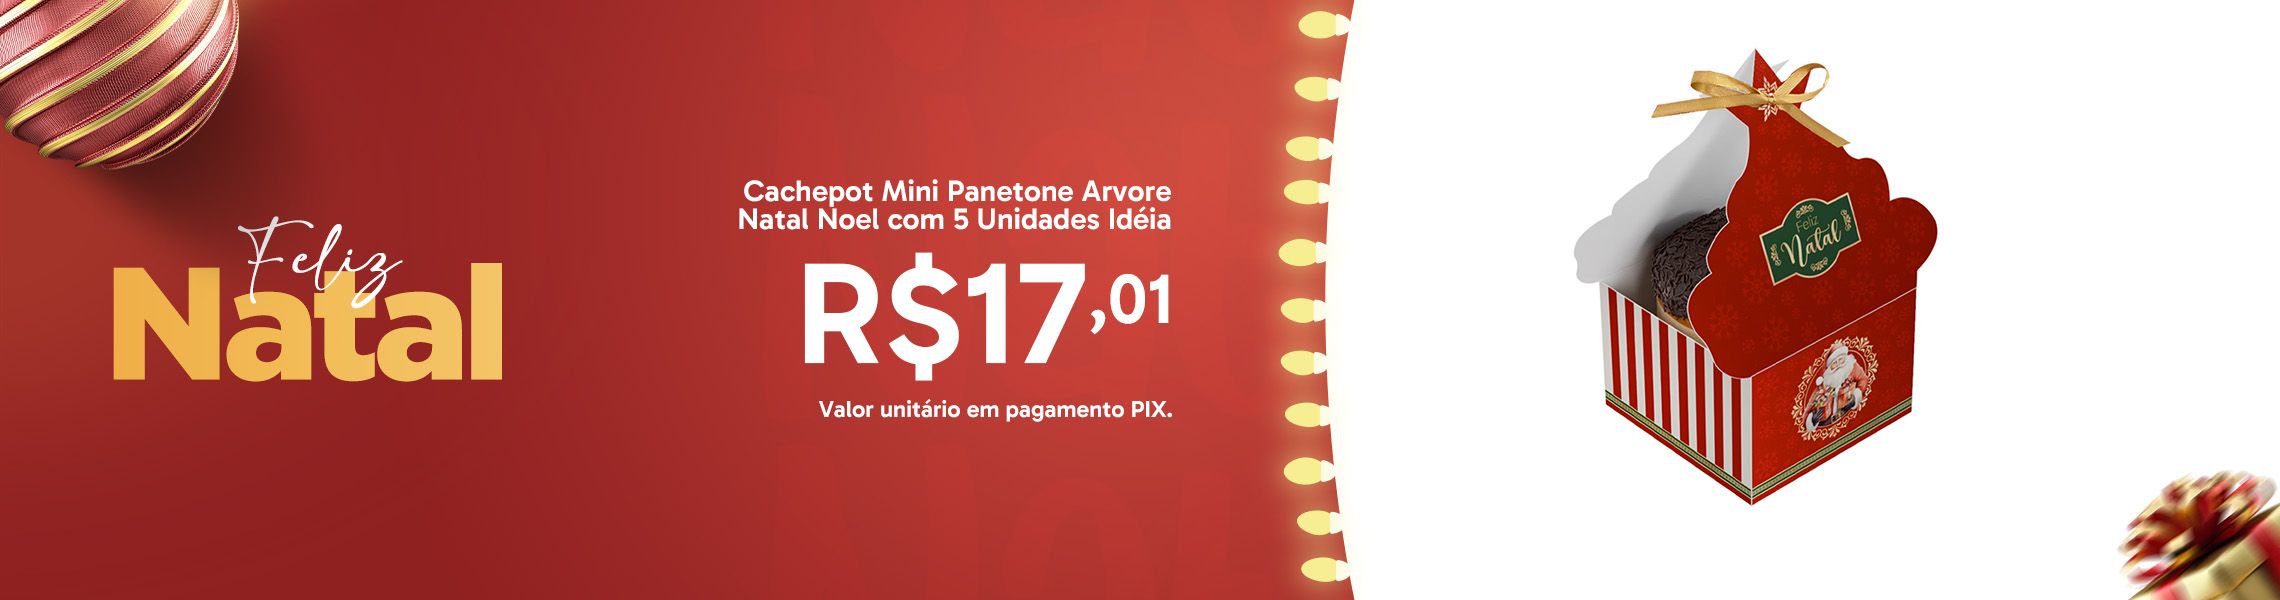 Feliz
Natal
Cachepot Mini Panetone Arvore
Natal Noel com 5 Unidades Idéia
R$17,01
Valor unitário em pagamento PIX.
Feliz
Natal